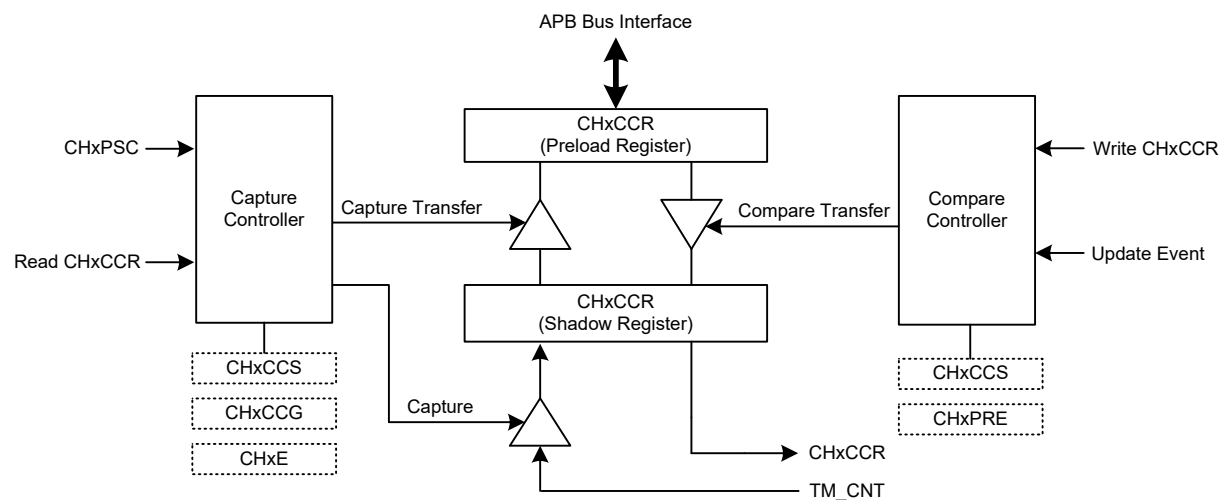 APB Bus Interface
CHxCCR
(Preload Register)
CHxPSC
Capture
Controller
Read CHxCCR
Capture Transfer
Compare Transfer
Compare
Controller
Write CHxCCR
Update Event
CHxCCR
(Shadow Register)
CHxCCS
CHxCCG
CHxE
Capture
CHxCCS
CHxPRE
CHxCCR
TM_CNT